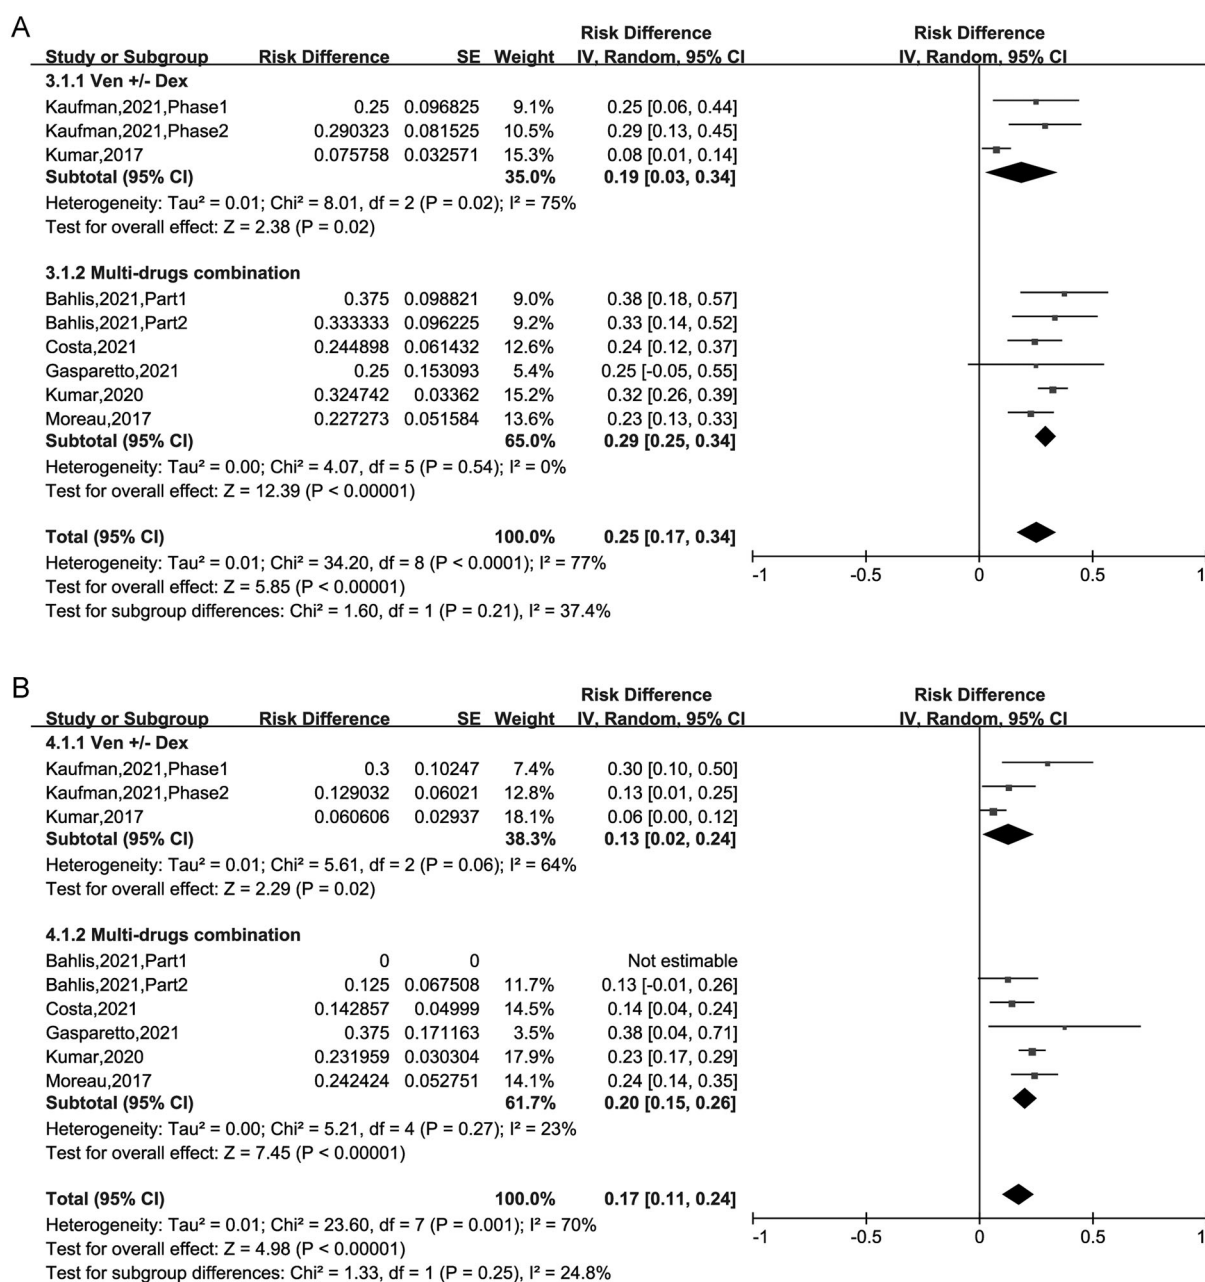 A
Risk Difference Risk Difference
Study or Subgroup Risk Difference SE Weight IV, Random, 95% CI IV, Random, 95% CI
3.1.1 Ven +/- Dex
Kaufman,2021,Phase1 0.25 0.096825 9.1% 0.25 [0.06, 0.44]
Kaufman,2021,Phase2 0.290323 0.081525 10.5% 0.29 [0.13, 0.45]
Kumar,2017 0.075758 0.032571 15.3% 0.08 [0.01, 0.14]
Subtotal (95% CI) 35.0% 0.19 [0.03, 0.34]
Heterogeneity: Tau² = 0.01; Chi² = 8.01, df = 2 (P = 0.02); I² = 75%
Test for overall effect: Z = 2.38 (P = 0.02)
3.1.2 Multi-drugs combination
Bahlis,2021,Part1 0.375 0.098821 9.0% 0.38 [0.18, 0.57]
Bahlis,2021,Part2 0.333333 0.096225 9.2% 0.33 [0.14, 0.52]
Costa,2021 0.244898 0.061432 12.6% 0.24 [0.12, 0.37]
Gasparetto,2021 0.25 0.153093 5.4% 0.25 [-0.05, 0.55]
Kumar,2020 0.324742 0.03362 15.2% 0.32 [0.26, 0.39]
Moreau,2017 0.227273 0.051584 13.6% 0.23 [0.13, 0.33]
Subtotal (95% CI) 65.0% 0.29 [0.25, 0.34]
Heterogeneity: Tau² = 0.00; Chi² = 4.07, df = 5 (P = 0.54); I² = 0%
Test for overall effect: Z = 12.39 (P < 0.00001)
Total (95% CI) 100.0% 0.25 [0.17, 0.34]
Heterogeneity: Tau² = 0.01; Chi² = 34.20, df = 8 (P < 0.0001); I² = 77%
-1 -0.5 0 0.5 1
Test for overall effect: Z = 5.85 (P < 0.00001)
Test for subgroup differences: Chi² = 1.60, df = 1 (P = 0.21), I² = 37.4%
B
Risk Difference Risk Difference
Study or Subgroup Risk Difference SE Weight IV, Random, 95% CI IV, Random, 95% CI
4.1.1 Ven +/- Dex
Kaufman,2021,Phase1 0.3 0.10247 7.4% 0.30 [0.10, 0.50]
Kaufman,2021,Phase2 0.129032 0.06021 12.8% 0.13 [0.01, 0.25]
Kumar,2017 0.060606 0.02937 18.1% 0.06 [0.00, 0.12]
Subtotal (95% CI) 38.3% 0.13 [0.02, 0.24]
Heterogeneity: Tau² = 0.01; Chi² = 5.61, df = 2 (P = 0.06); I² = 64%
Test for overall effect: Z = 2.29 (P = 0.02)
4.1.2 Multi-drugs combination
Bahlis,2021,Part1 0 0 Not estimable
Bahlis,2021,Part2 0.125 0.067508 11.7% 0.13 [-0.01, 0.26]
Costa,2021 0.142857 0.04999 14.5% 0.14 [0.04, 0.24]
Gasparetto,2021 0.375 0.171163 3.5% 0.38 [0.04, 0.71]
Kumar,2020 0.231959 0.030304 17.9% 0.23 [0.17, 0.29]
Moreau,2017 0.242424 0.052751 14.1% 0.24 [0.14, 0.35]
Subtotal (95% CI) 61.7% 0.20 [0.15, 0.26]
Heterogeneity: Tau² = 0.00; Chi² = 5.21, df = 4 (P = 0.27); I² = 23%
Test for overall effect: Z = 7.45 (P < 0.00001)
Total (95% CI) 100.0% 0.17 [0.11, 0.24]
Heterogeneity: Tau² = 0.01; Chi² = 23.60, df = 7 (P = 0.001); I² = 70%
-1 -0.5 0 0.5 1
Test for overall effect: Z = 4.98 (P < 0.00001)
Test for subgroup differences: Chi² = 1.33, df = 1 (P = 0.25), I² = 24.8%